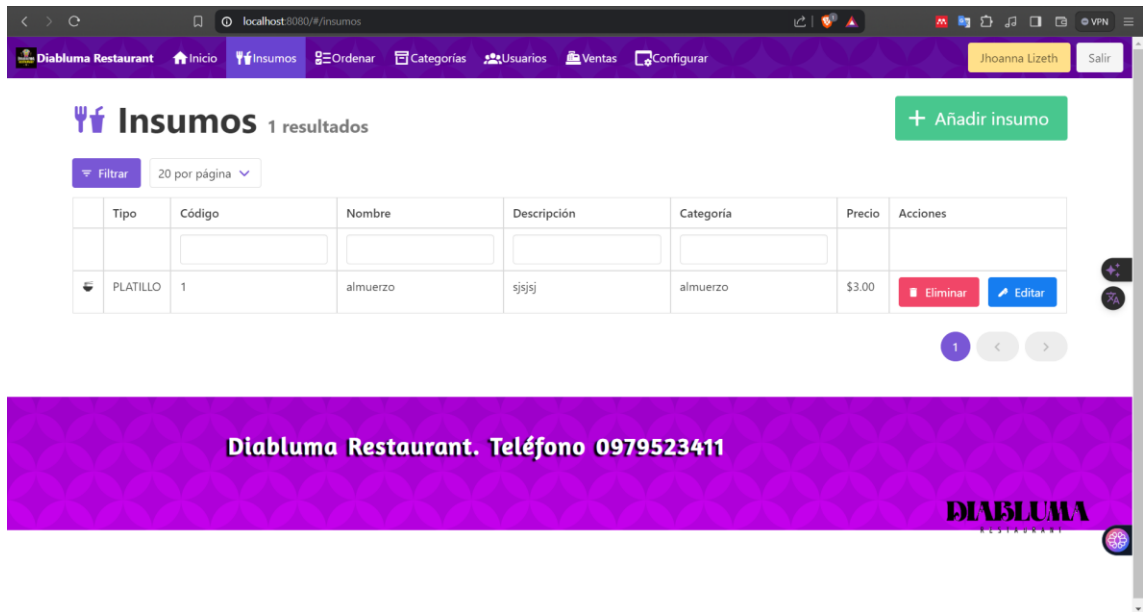 localhost:8080/#/insumos
VPN
Diabluma Restaurant Inicio Insumos Ordenar Categorías Usuarios Ventas Configurar Jhoanna Lizeth Salir
Insumos 1 resultados
+ Añadir insumo
Filtrar 20 por página
Tipo Código Nombre Descripción Categoría Precio Acciones
PLATILLO 1 almuerzo sjsjsj almuerzo $3.00 Eliminar Editar
1
Diabluma Restaurant. Teléfono 0979523411
DIABLUMA
RESTAURANT